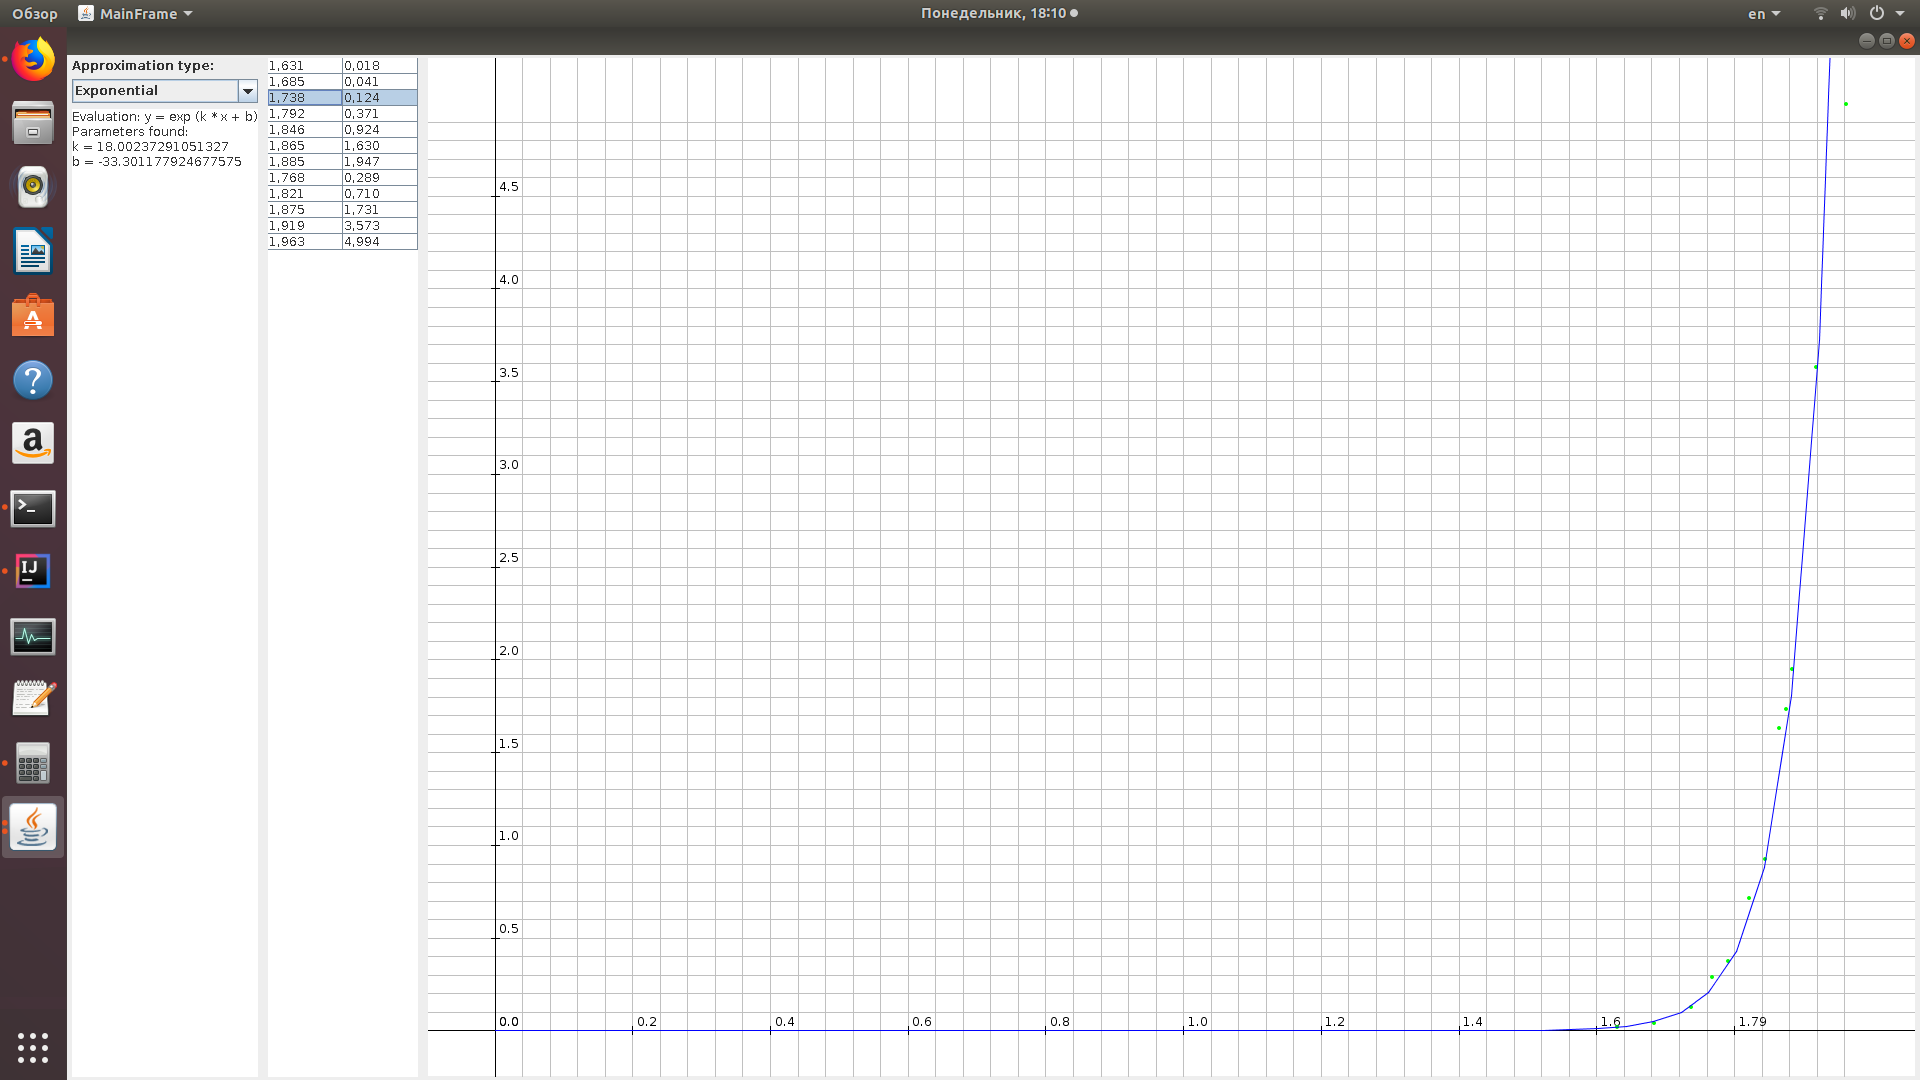 Обзор MainFrame Понедельник, 18:10 en
Approximation type:
Exponential
Evaluation: y = exp (k * x + b)
Parameters found:
k = 18.00237291051327
b = -33.301177924677575
1,631 0,018
1,685 0,041
1,738 0,124
1,792 0,371
1,846 0,924
1,865 1,630
1,885 1,947
1,768 0,289
1,821 0,710
1,875 1,731
1,919 3,573
1,963 4,994
4.5
4.0
3.5
3.0
2.5
2.0
1.5
1.0
0.5
0.0 0.2 0.4 0.6 0.8 1.0 1.2 1.4 1.6 1.79
IJ
a
A
?
>_